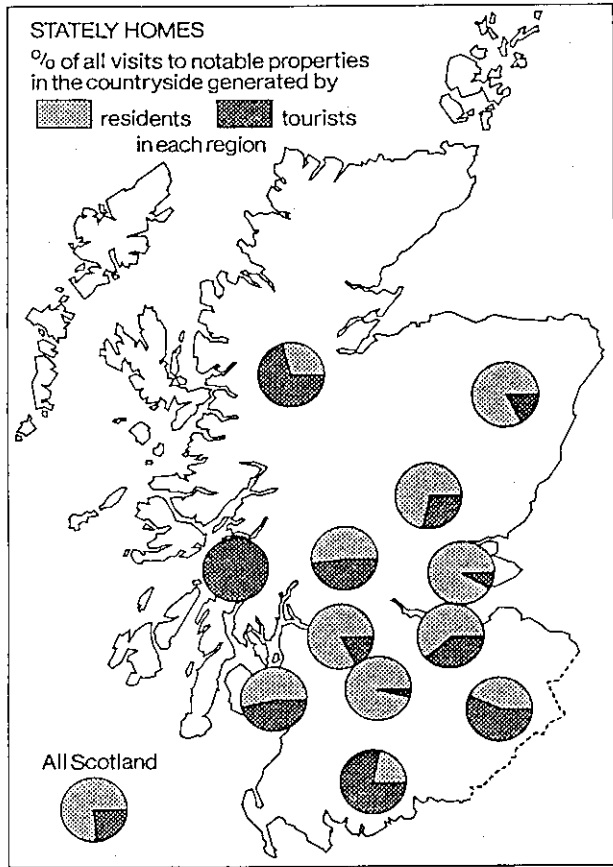 STATELY HOMES
% of all visits to notable properties
in the countryside generated by
residents tourists
in each region
All Scotland